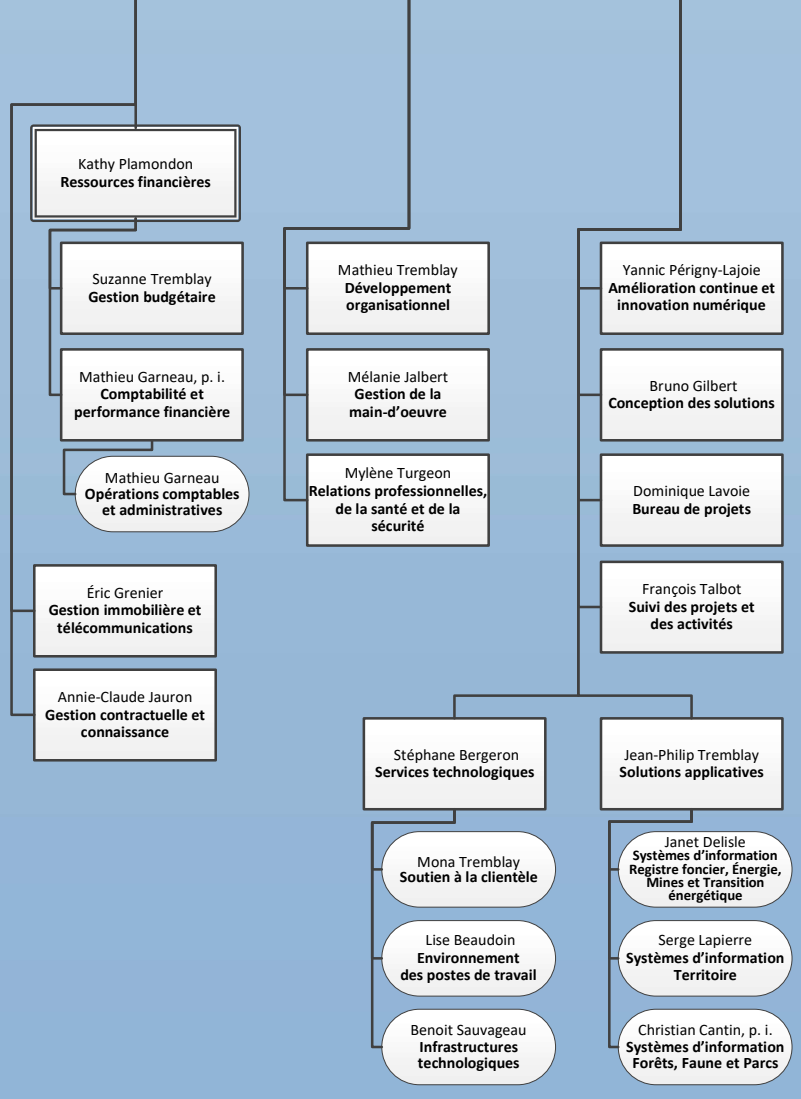 Kathy Plamondon
Ressources financières
Suzanne Tremblay
Gestion budgétaire
Mathieu Garneau, p. i.
Comptabilité et
performance financière
Mathieu Garneau
Opérations comptables
et administratives
Éric Grenier
Gestion immobilière et
télécommunications
Annie-Claude Jauron
Gestion contractuelle et
connaissance
Mathieu Tremblay
Développement
organisationnel
Mélanie Jalbert
Gestion de la
main-d'oeuvre
Mylène Turgeon
Relations professionnelles,
de la santé et de la
sécurité
Yannic Périgny-Lajoie
Amélioration continue et
innovation numérique
Bruno Gilbert
Conception des solutions
Dominique Lavoie
Bureau de projets
François Talbot
Suivi des projets et
des activités
Stéphane Bergeron
Services technologiques
Mona Tremblay
Soutien à la clientèle
Lise Beaudoin
Environnement
des postes de travail
Benoit Sauvageau
Infrastructures
technologiques
Jean-Philip Tremblay
Solutions applicatives
Janet Delisle
Systèmes d'information
Registre foncier, Énergie,
Mines et Transition
énergétique
Serge Lapierre
Systèmes d'information
Territoire
Christian Cantin, p. i.
Systèmes d'information
Forêts, Faune et Parcs